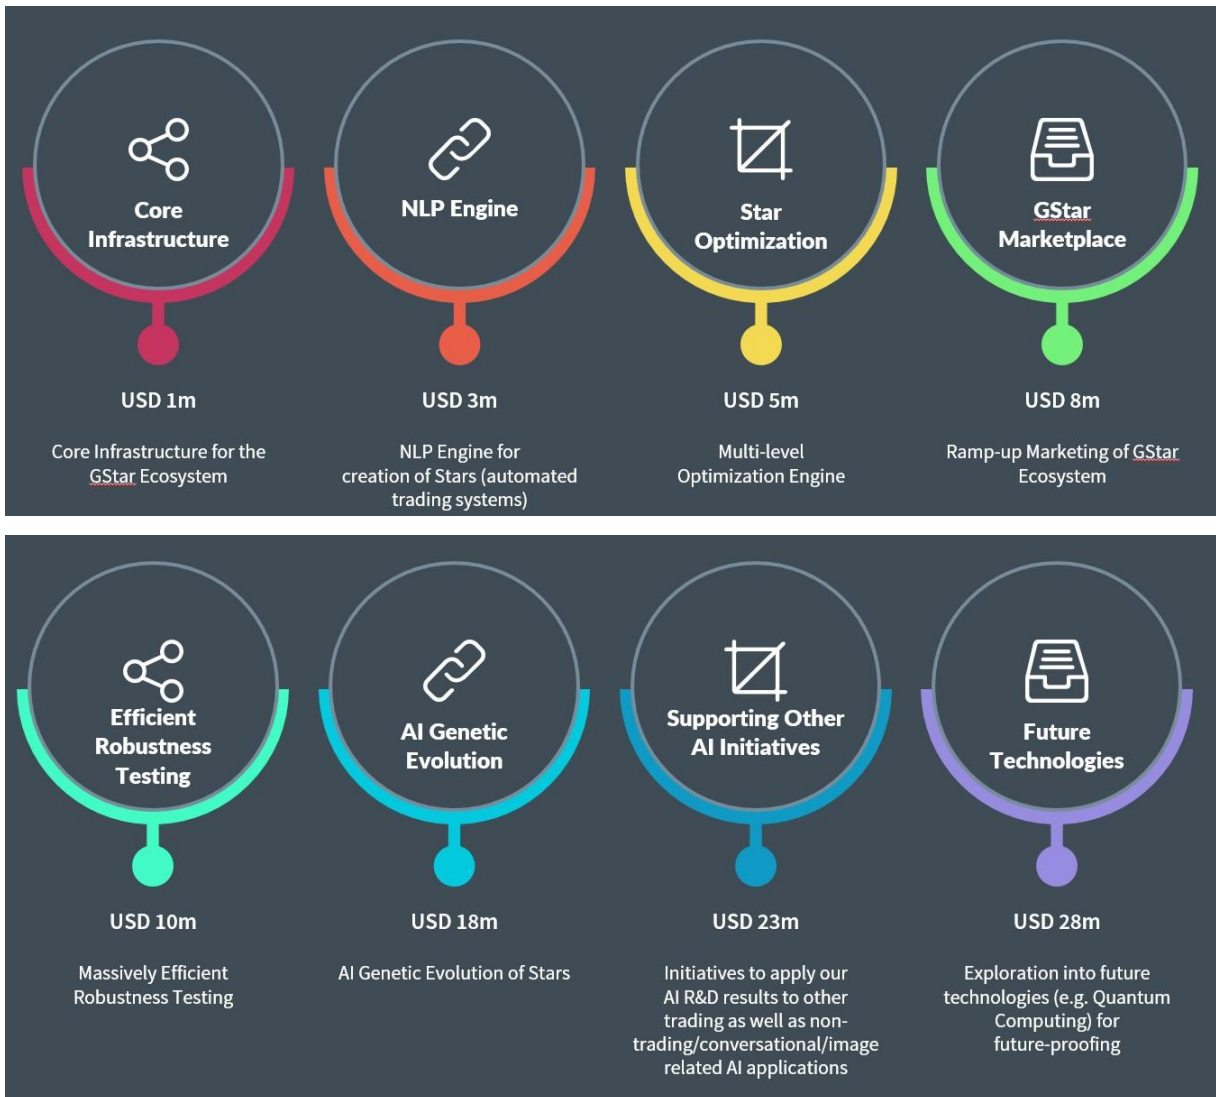 Core
Infrastructure
USD 1m
Core Infrastructure for the
GStar Ecosystem
NLP Engine
USD 3m
NLP Engine for
creation of Stars (automated
trading systems)
Star
Optimization
USD 5m
Multi-level
Optimization Engine
GStar
Marketplace
USD 8m
Ramp-up Marketing of GStar
Ecosystem
Efficient
Robustness
Testing
USD 10m
Massively Efficient
Robustness Testing
AI Genetic
Evolution
USD 18m
AI Genetic Evolution of Stars
Supporting Other
AI Initiatives
USD 23m
Initiatives to apply our
AI R&D results to other
trading as well as non-
trading/conversational/image
related AI applications
Future
Technologies
USD 28m
Exploration into future
technologies (e.g. Quantum
Computing) for
future-proofing